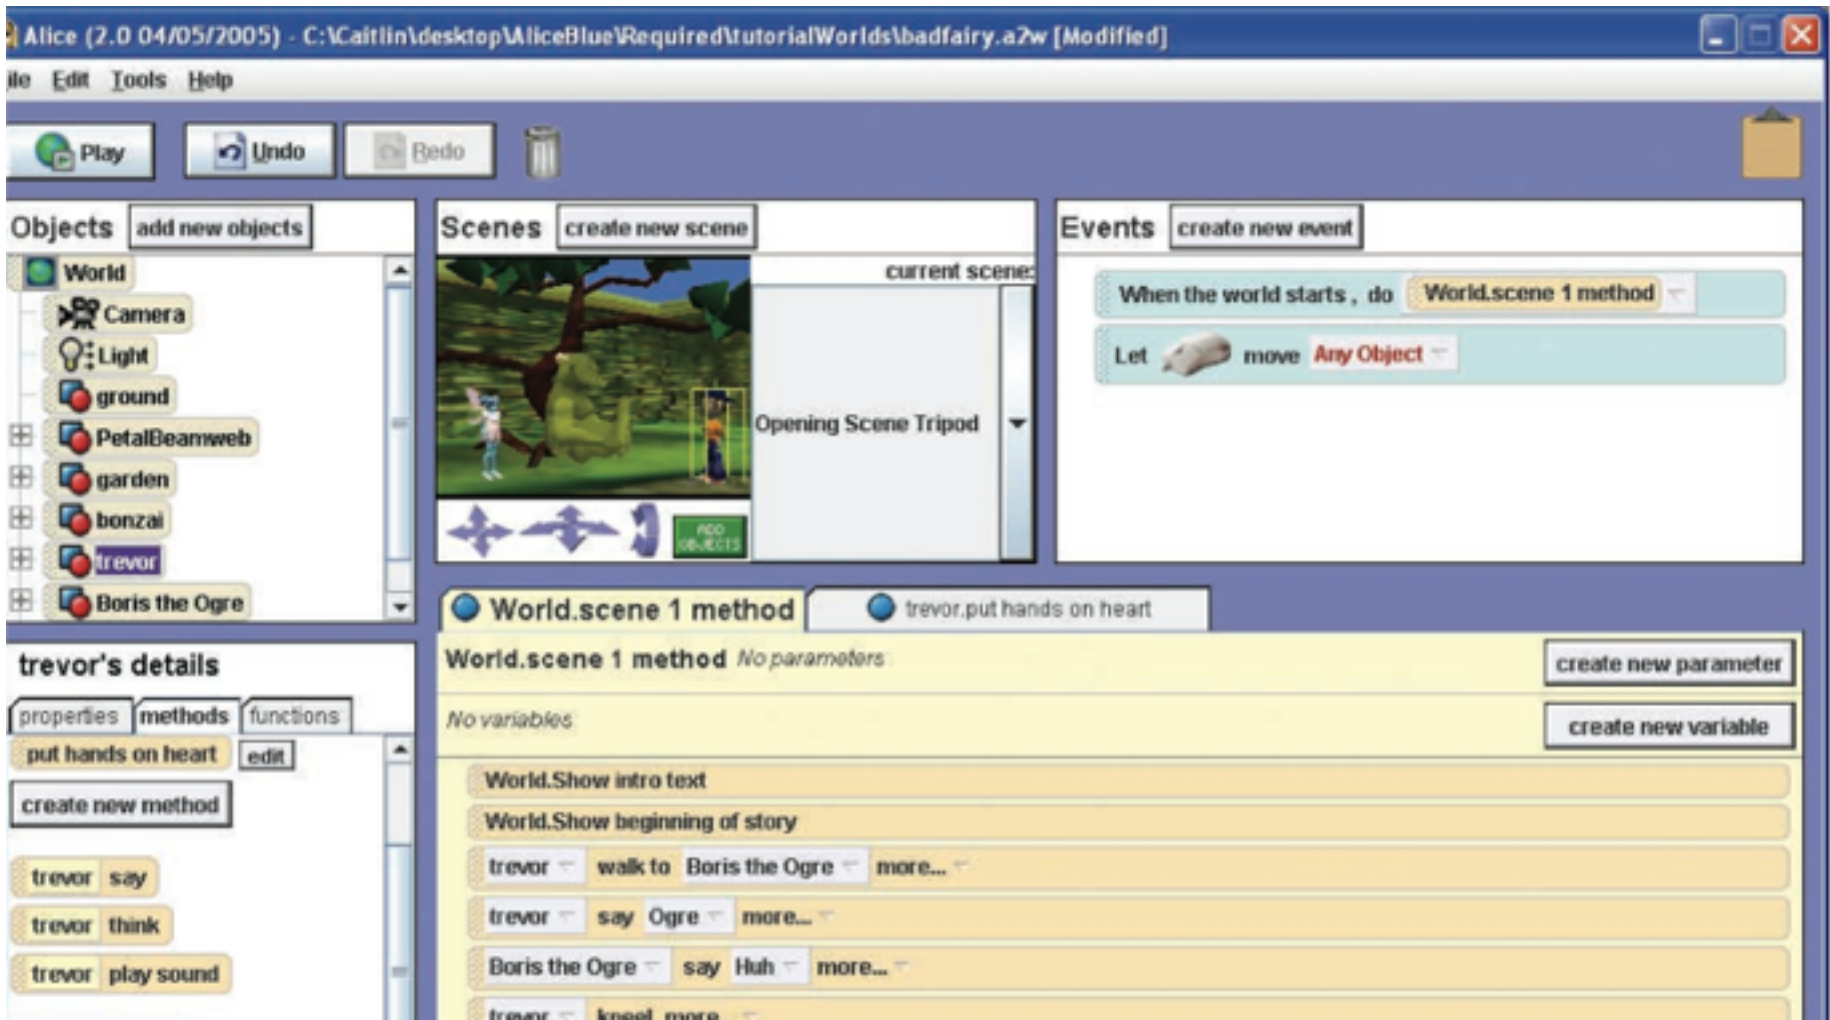 Alice (2.0 04/05/2005) - C:\Caitlin\desktop\AliceBlue\Required\tutorialWorlds\badfairy.a2w [Modified]
ile Edit Tools Help
Play Undo Redo
Objects add new objects
World
Camera
Light
ground
PetalBeamweb
garden
bonzai
trevor
Boris the Ogre
Scenes create new scene
current scene:
Opening Scene Tripod
ADD
OBJECTS
Events create new event
When the world starts , do World.scene 1 method
Let move Any Object
trevor's details
properties methods functions
put hands on heart edit
create new method
trevor say
trevor think
trevor play sound
World.scene 1 method trevor.put hands on heart
World.scene 1 method No parameters create new parameter
No variables create new variable
World.Show intro text
World.Show beginning of story
trevor walk to Boris the Ogre more...
trevor say Ogre more...
Boris the Ogre say Huh more...
trevor kneel more...